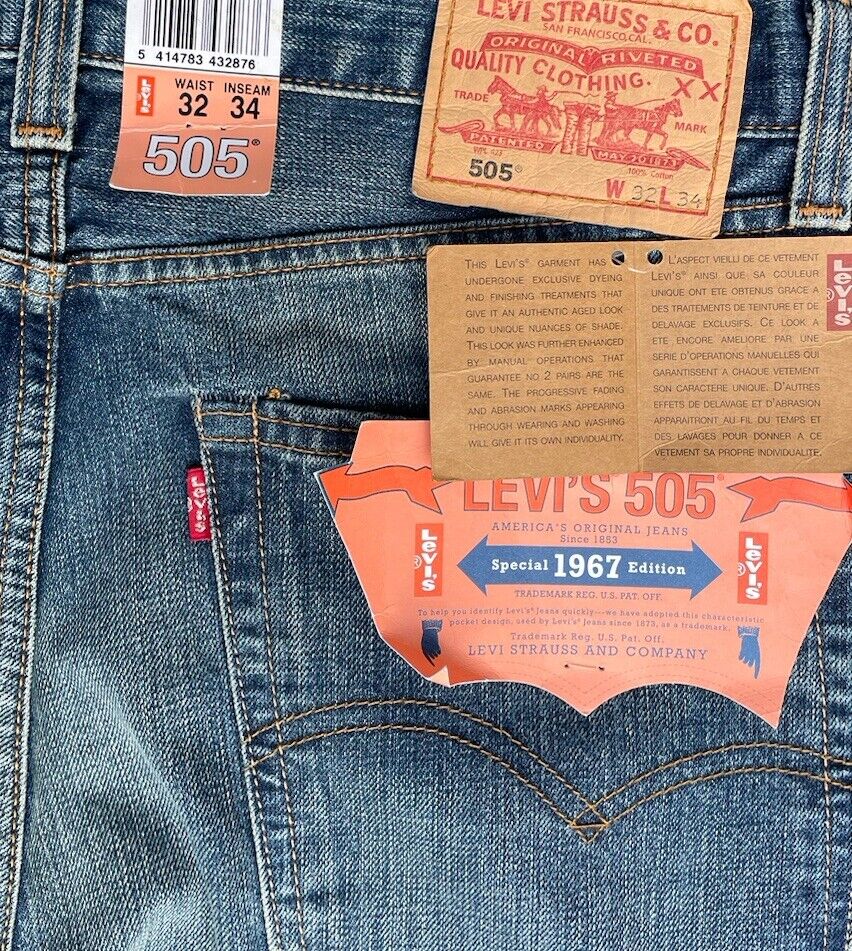 5 414783 432876
Levi's
WAIST INSEAM
32 34
505®
LEVI STRAUSS & CO.
SAN FRANCISCO, CAL.
ORIGINAL RIVETED
QUALITY CLOTHING.
XX
TRADE MARK
PATENTED MAY 20 1873
505®
100% Cotton
W 32 L 34
THIS LEVI'S® GARMENT HAS
UNDERGONE EXCLUSIVE DYEING
AND FINISHING TREATMENTS THAT
GIVE IT AN AUTHENTIC AGED LOOK
AND UNIQUE NUANCES OF SHADE.
THIS LOOK WAS FURTHER ENHANCED
BY MANUAL OPERATIONS THAT
GUARANTEE NO 2 PAIRS ARE THE
SAME. THE PROGRESSIVE FADING
AND ABRASION MARKS APPEARING
THROUGH WEARING AND WASHING
WILL GIVE IT ITS OWN INDIVIDUALITY.
L'ASPECT VIEILLI DE CE VETEMENT
LEVI'S® AINSI QUE SA COULEUR
UNIQUE ONT ETE OBTENUS GRACE A
DES TRAITEMENTS DE TEINTURE ET DE
DELAVAGE EXCLUSIFS. CE LOOK A
ETE ENCORE AMELIORE PAR UNE
SERIE D'OPERATIONS MANUELLES QUI
GARANTISSENT A CHAQUE VETEMENT
SON CARACTERE UNIQUE. D'AUTRES
EFFETS DE DELAVAGE ET D'ABRASION
APPARAITRONT AU FIL DU TEMPS ET
DES LAVAGES POUR DONNER A CE
VETEMENT SA PROPRE INDIVIDUALITE.
Levi's
®
Levi's
LEVI'S 505®
AMERICA'S ORIGINAL JEANS
Since 1853
Levi's
®
Special 1967 Edition
Levi's
®
TRADEMARK REG. U.S. PAT. OFF.
To help you identify Levi's® Jeans quickly---we have adopted this characteristic
pocket design, used by Levi's® Jeans since 1873, as a trademark.
Trademark Reg. U.S. Pat. Off.
LEVI STRAUSS AND COMPANY